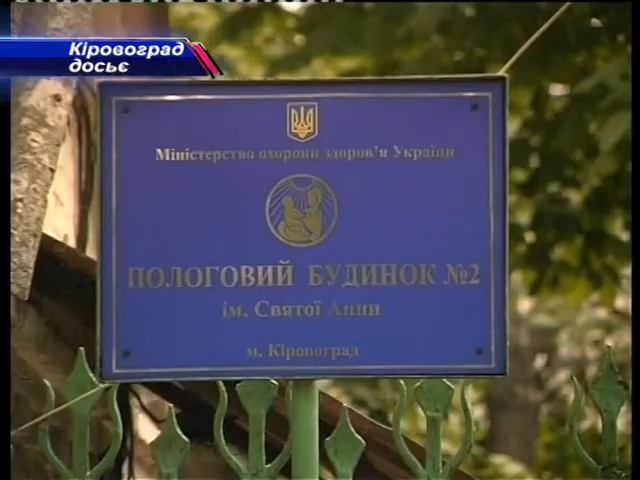 Кіровоград
досьє
Міністерство охорони здоров'я України
ПОЛОГОВИЙ БУДИНОК №2
ім. Святої Анни
м. Кіровоград